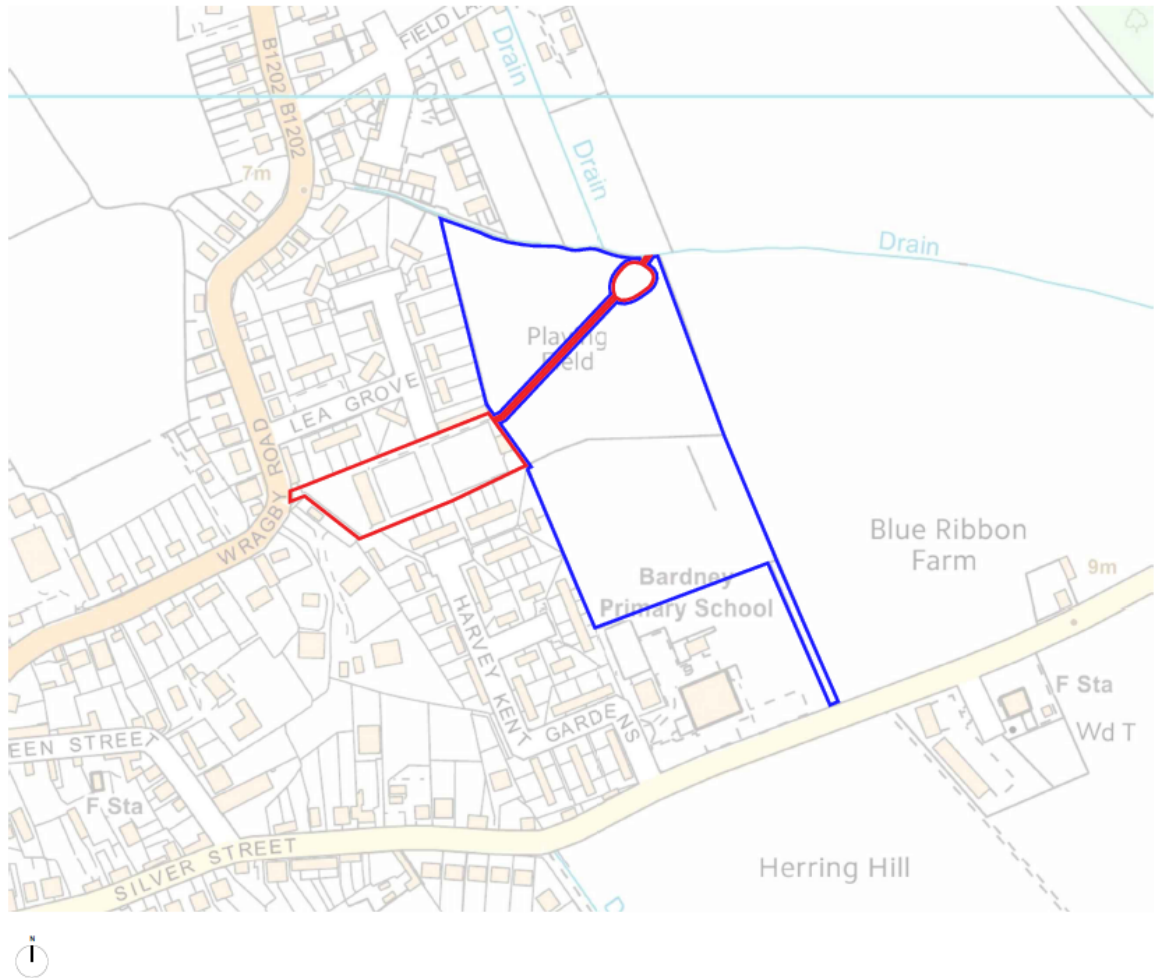 FIELD LA
B1202 B1202
Drain
Drain
7m
Drain
Playing
Field
LEA GROVE
WRAGBY ROAD
Blue Ribbon
Farm
9m
Bardney
Primary School
HARVEY KENT
GARDENS
F Sta
Wd T
EEN STREET
F Sta
SILVER STREET
Herring Hill
D
N